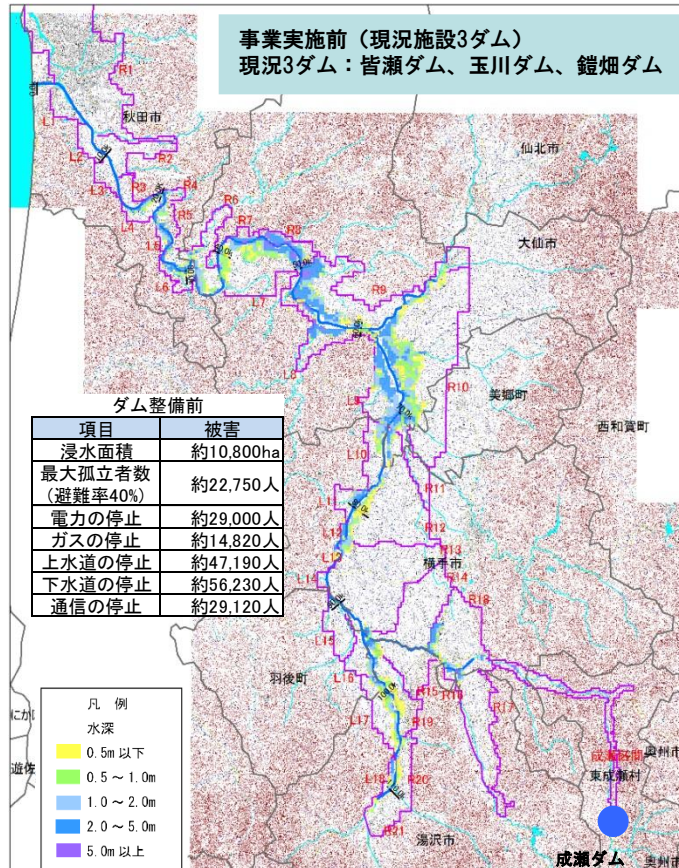 事業実施前（現況施設3ダム）
現況3ダム：皆瀬ダム、玉川ダム、鎧畑ダム
R1
秋田市
L1
L2
R2
仙北市
L3
R3
R4
L4
R5
R6
R7
R8
大仙市
L5
L6
L7
R9
L8
R10
L9
美郷町
西和賀町
ダム整備前
項目
被害
浸水面積
約10,800ha
最大孤立者数
(避難率40%)
約22,750人
電力の停止
約29,000人
ガスの停止
約14,820人
上水道の停止
約47,190人
下水道の停止
約56,230人
通信の停止
約29,120人
L10
R11
L11
R12
L12
R13
L13
横手市
L14
R14
R18
L15
羽後町
L16
R15
R16
R17
L17
R19
L18
R20
R21
湯沢市
にか
遊佐
奥州市
東成瀬村
成瀬ダム
奥州市
凡 例
水深
0.5m 以下
0.5 ～ 1.0m
1.0 ～ 2.0m
2.0 ～ 5.0m
5.0m 以上